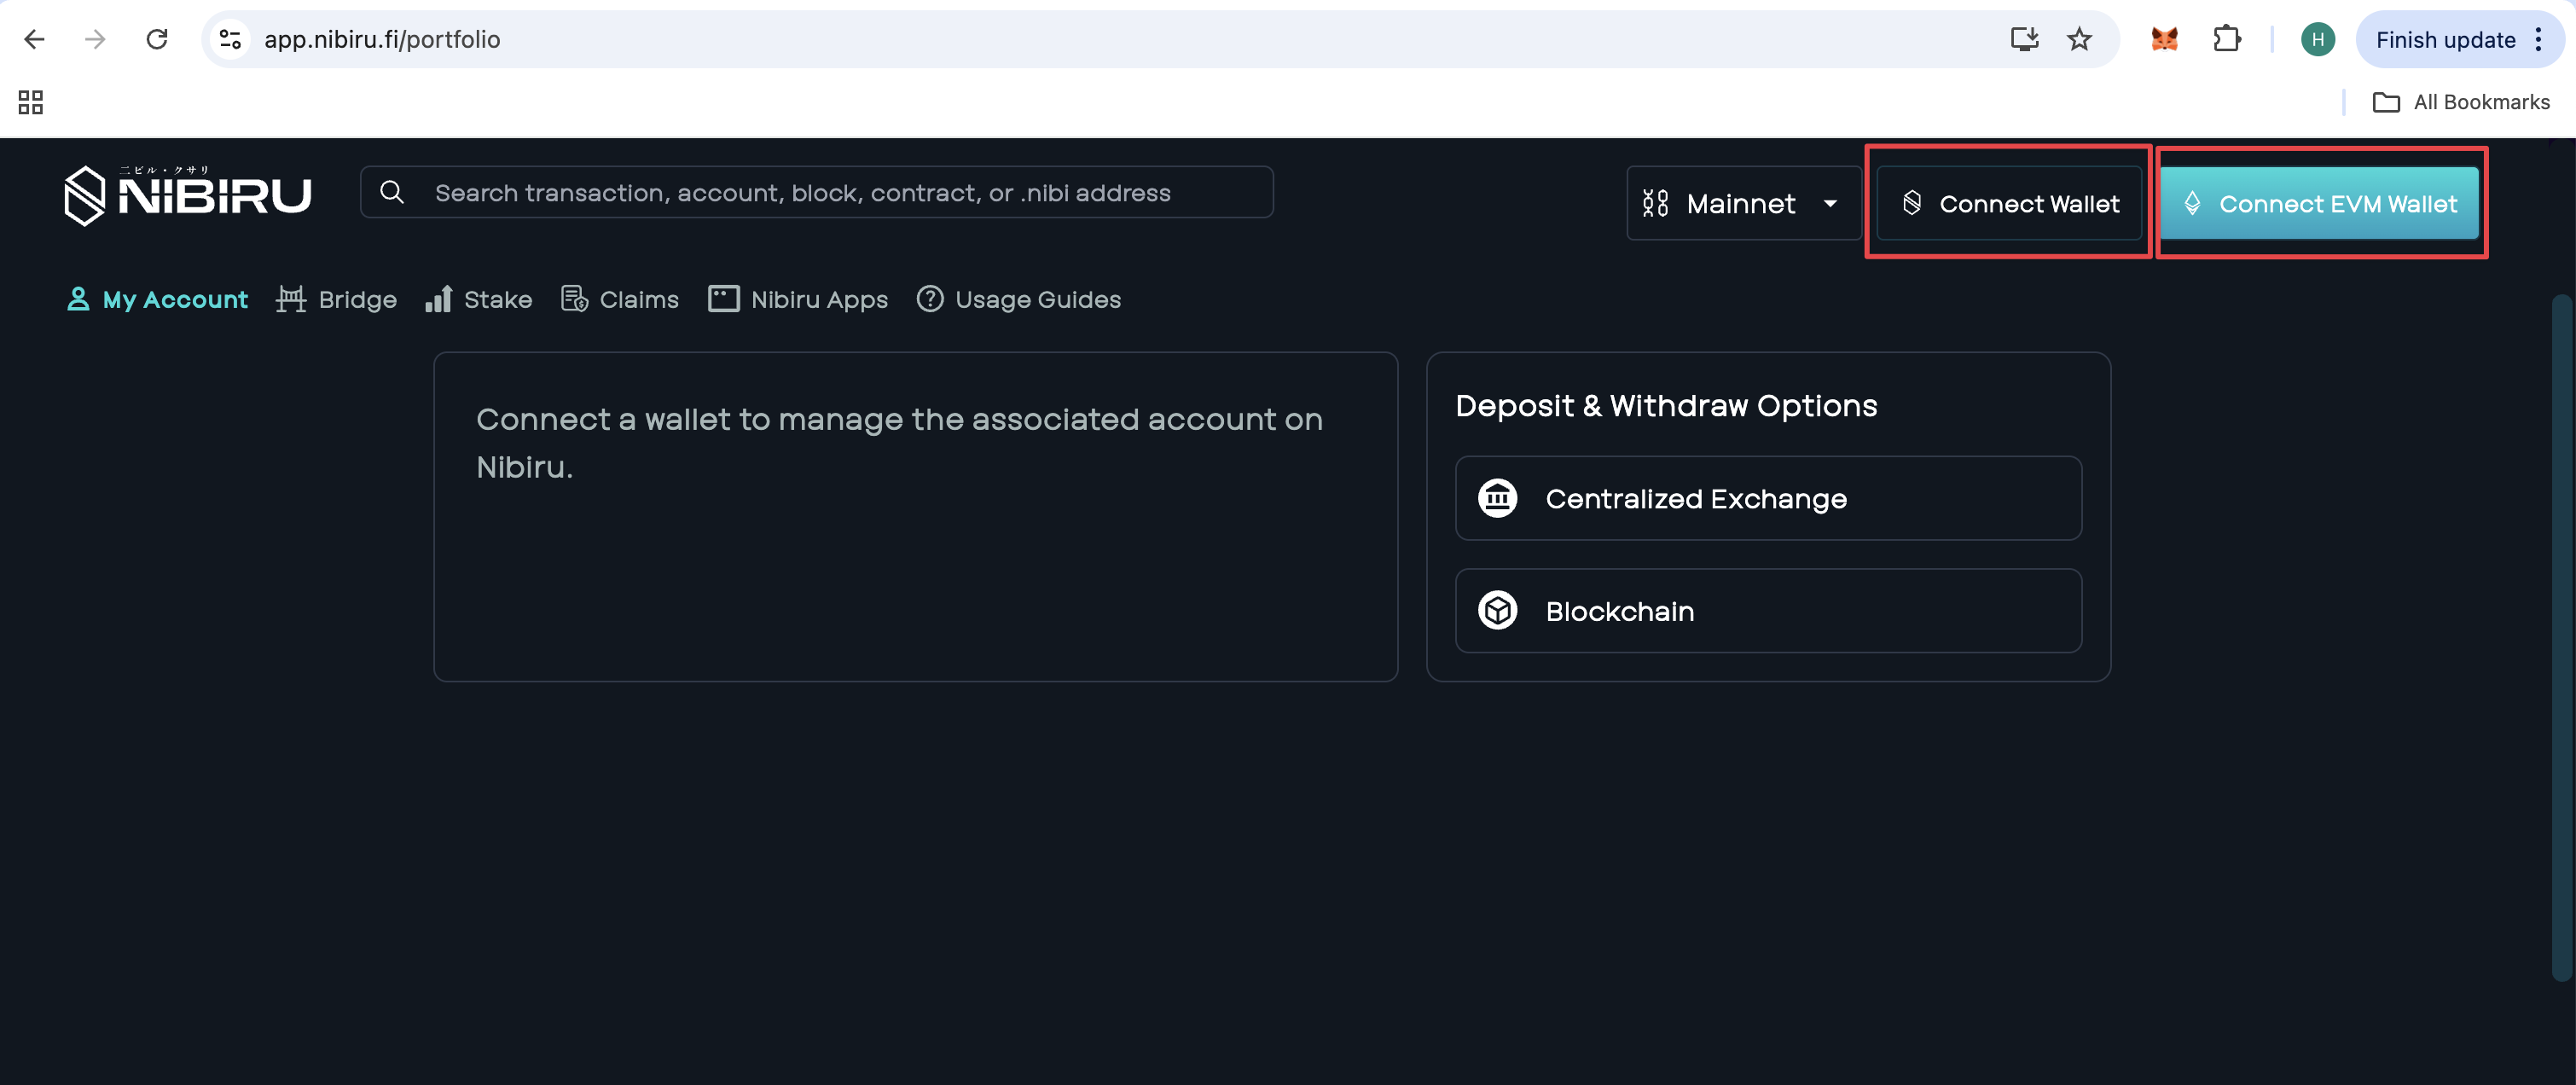 app.nibiru.fi/portfolio
H
Finish update
All Bookmarks
ニビル・クサリ
NIBIRU
Search transaction, account, block, contract, or .nibi address
Mainnet
Connect Wallet
Connect EVM Wallet
My Account
Bridge
Stake
Claims
Nibiru Apps
Usage Guides
Connect a wallet to manage the associated account on
Nibiru.
Deposit & Withdraw Options
Centralized Exchange
Blockchain